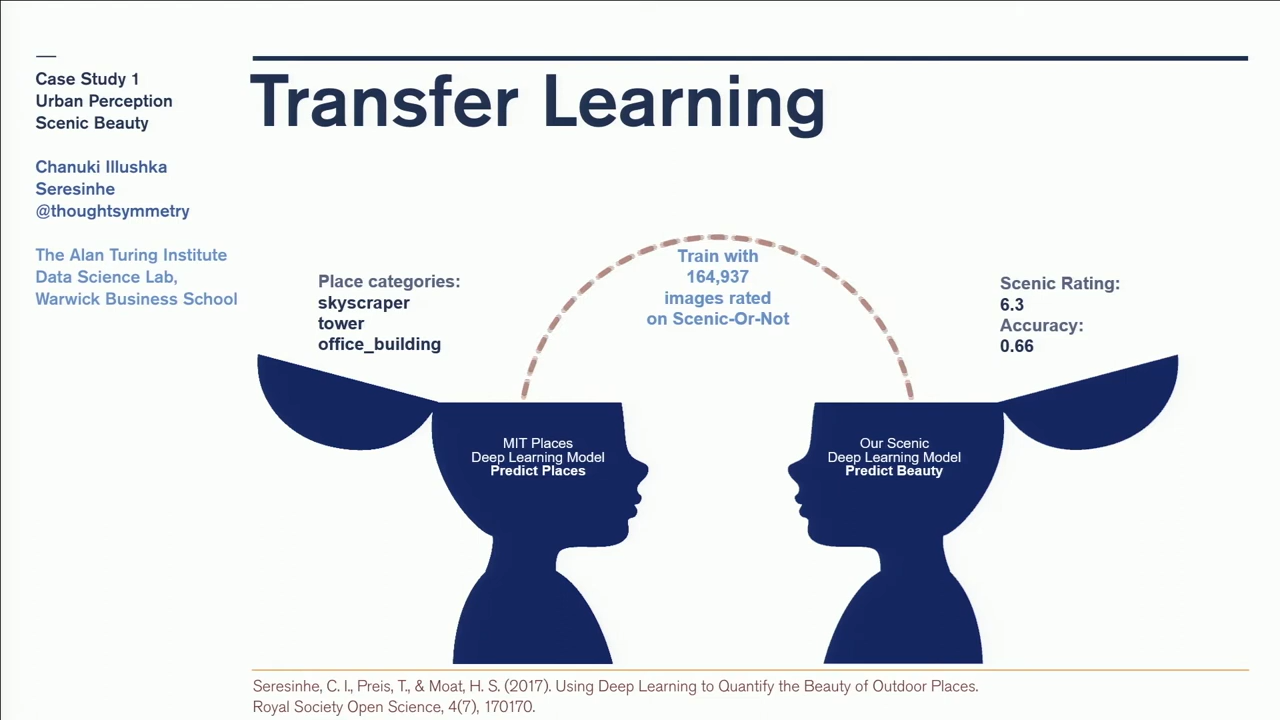 Case Study 1
Urban Perception
Scenic Beauty
Chanuki Illushka
Seresinhe
@thoughtsymmetry
The Alan Turing Institute
Data Science Lab,
Warwick Business School
Transfer Learning
Place categories:
skyscraper
tower
office_building
Train with
164,937
images rated
on Scenic-Or-Not
Scenic Rating:
6.3
Accuracy:
0.66
MIT Places
Deep Learning Model
Predict Places
Our Scenic
Deep Learning Model
Predict Beauty
Seresinhe, C. I., Preis, T., & Moat, H. S. (2017). Using Deep Learning to Quantify the Beauty of Outdoor Places.
Royal Society Open Science, 4(7), 170170.